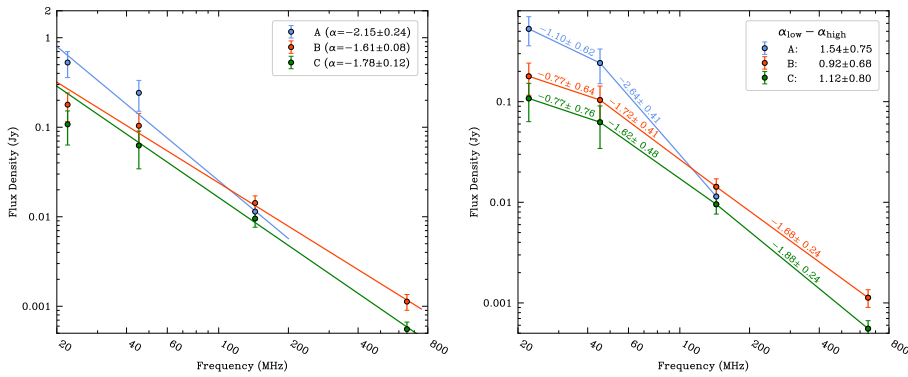 2
1
0.1
0.01
0.001
Flux Density (Jy)
20
40
60
100
200
400
800
Frequency (MHz)
A (α=−2.15±0.24)
B (α=−1.61±0.08)
C (α=−1.78±0.12)
0.1
0.01
0.001
Flux Density (Jy)
20
40
60
100
200
400
800
Frequency (MHz)
αlow − αhigh
A: 1.54±0.75
B: 0.92±0.68
C: 1.12±0.80
−1.10± 0.62
−2.64± 0.41
−0.77± 0.64
−1.72± 0.41
−0.77± 0.76
−1.62± 0.48
−1.68± 0.24
−1.88± 0.24